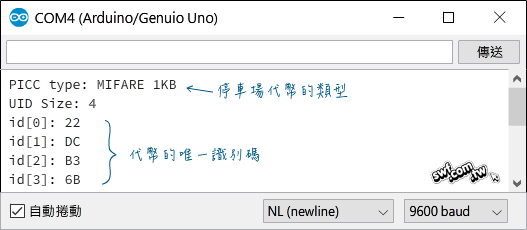 COM4 (Arduino/Genuio Uno)
傳送
PICC type: MIFARE 1KB
停車場代幣的類型
UID Size: 4
id[0]: 22
id[1]: DC
id[2]: B3
id[3]: 6B
代幣的唯一識別碼
swf.com.tw
自動捲動
NL (newline)
9600 baud